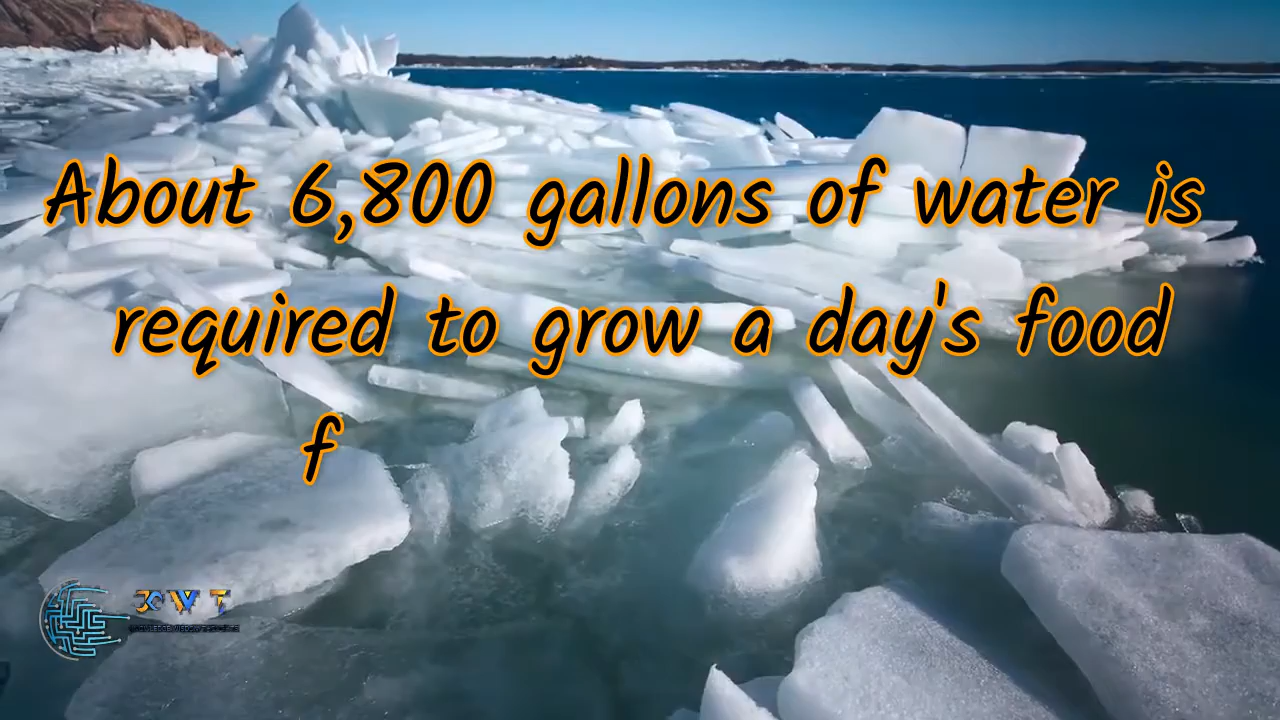 About 6,800 gallons of water is
required to grow a day's food
f